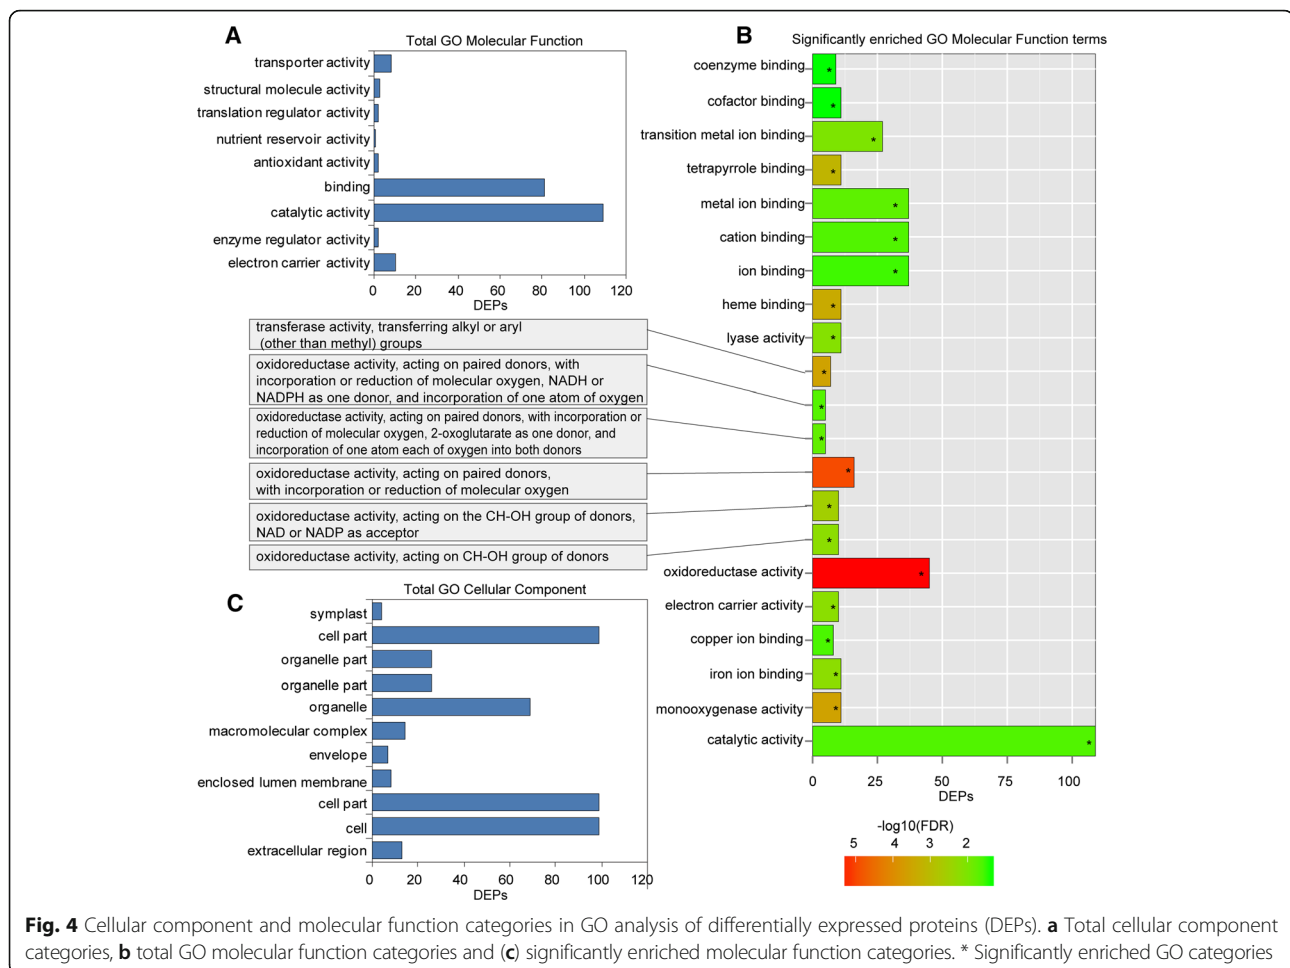 A
Total GO Molecular Function
transporter activity
structural molecule activity
translation regulator activity
nutrient reservoir activity
antioxidant activity
binding
catalytic activity
enzyme regulator activity
electron carrier activity
0 20 40 60 80 100 120
DEPs
B
Significantly enriched GO Molecular Function terms
coenzyme binding *
cofactor binding *
transition metal ion binding *
tetrapyrrole binding *
metal ion binding *
cation binding *
ion binding *
heme binding *
lyase activity *
transferase activity, transferring alkyl or aryl
(other than methyl) groups
*
oxidoreductase activity, acting on paired donors, with
incorporation or reduction of molecular oxygen, NADH or
NADPH as one donor, and incorporation of one atom of oxygen
*
oxidoreductase activity, acting on paired donors, with incorporation or
reduction of molecular oxygen, 2-oxoglutarate as one donor, and
incorporation of one atom each of oxygen into both donors
*
oxidoreductase activity, acting on paired donors,
with incorporation or reduction of molecular oxygen
*
oxidoreductase activity, acting on the CH-OH group of donors,
NAD or NADP as acceptor
*
oxidoreductase activity, acting on CH-OH group of donors
*
oxidoreductase activity *
electron carrier activity *
copper ion binding *
iron ion binding *
monooxygenase activity *
catalytic activity *
0 25 50 75 100
DEPs
-log10(FDR)
5 4 3 2
C
Total GO Cellular Component
symplast
cell part
organelle part
organelle part
organelle
macromolecular complex
envelope
enclosed lumen membrane
cell part
cell
extracellular region
0 20 40 60 80 100 120
DEPs
Fig. 4 Cellular component and molecular function categories in GO analysis of differentially expressed proteins (DEPs). a Total cellular component
categories, b total GO molecular function categories and (c) significantly enriched molecular function categories. * Significantly enriched GO categories